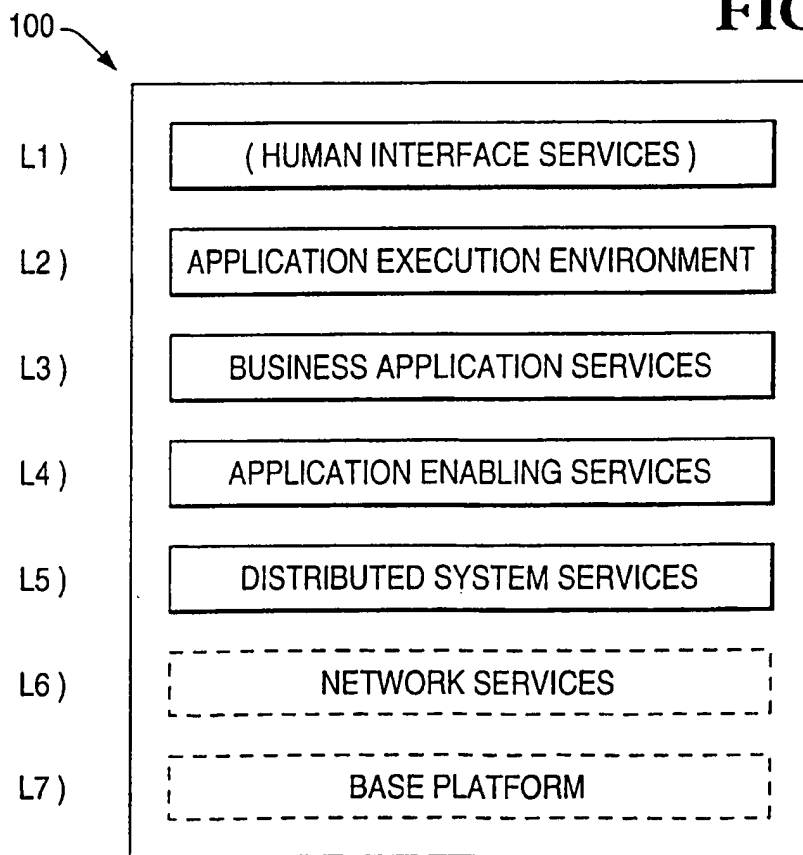 FIG
100
L1 ) ( HUMAN INTERFACE SERVICES )
L2 ) APPLICATION EXECUTION ENVIRONMENT
L3 ) BUSINESS APPLICATION SERVICES
L4 ) APPLICATION ENABLING SERVICES
L5 ) DISTRIBUTED SYSTEM SERVICES
L6 ) NETWORK SERVICES
L7 ) BASE PLATFORM